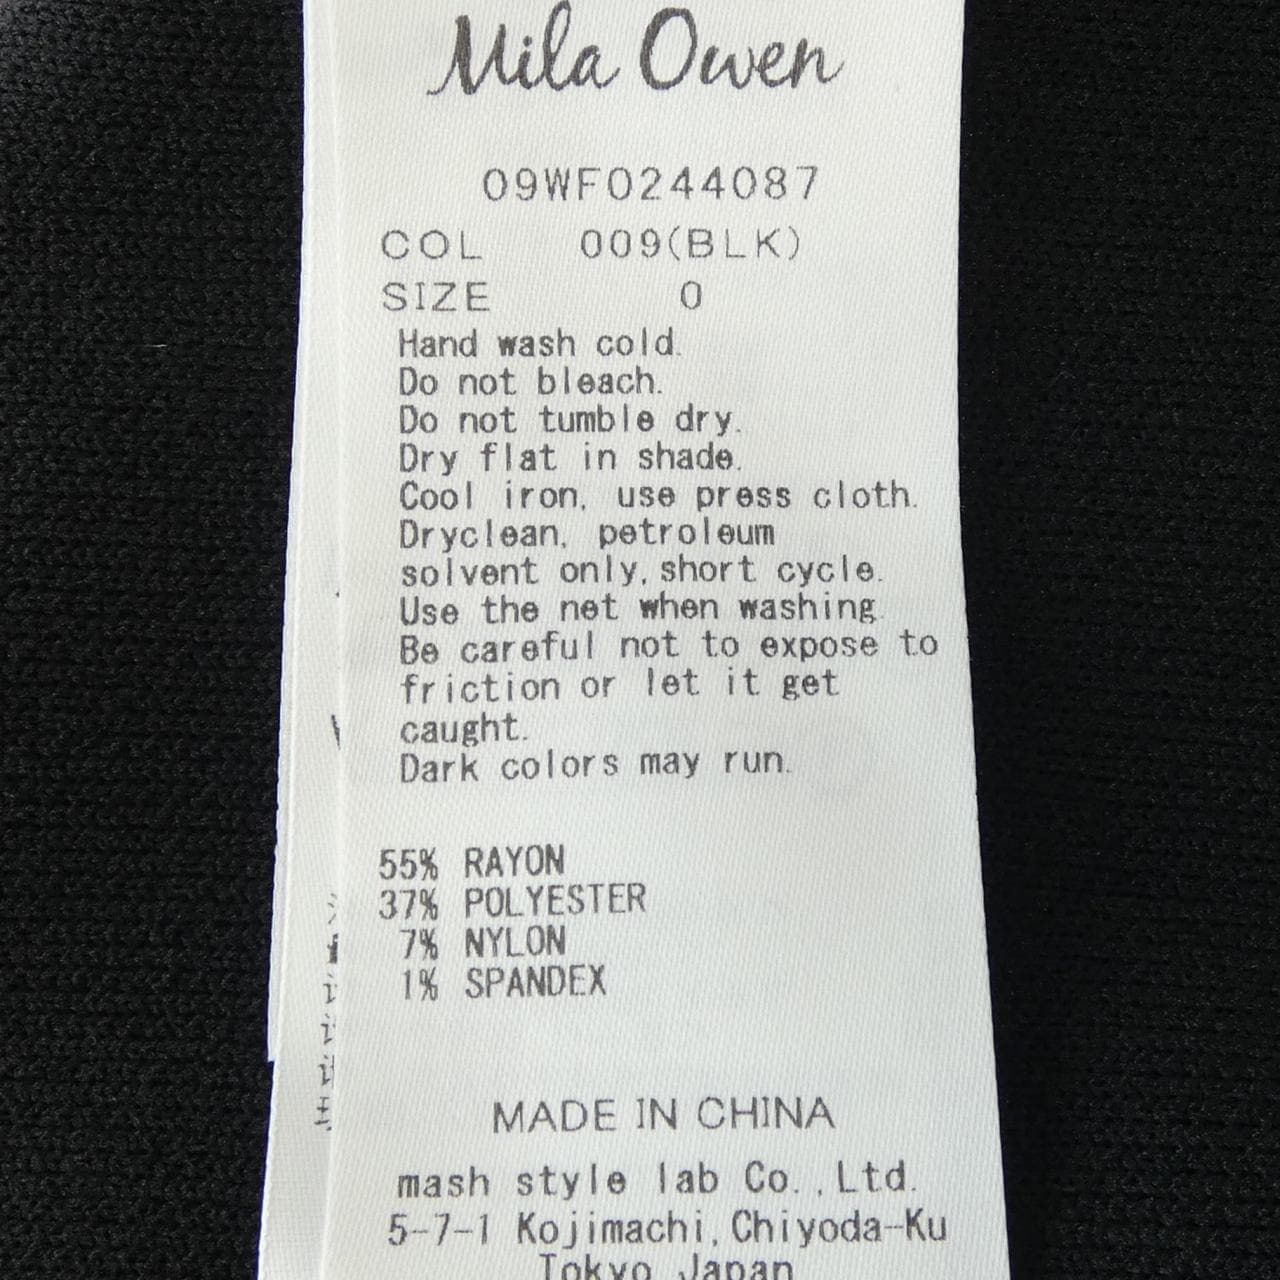 Mila Owen
09WF0244087
COL 009(BLK)
SIZE 0
Hand wash cold.
Do not bleach.
Do not tumble dry.
Dry flat in shade.
Cool iron, use press cloth.
Dryclean, petroleum
solvent only, short cycle.
Use the net when washing.
Be careful not to expose to
friction or let it get
caught.
Dark colors may run.
55% RAYON
37% POLYESTER
7% NYLON
1% SPANDEX
MADE IN CHINA
mash style lab Co.,Ltd.
5-7-1 Kojimachi, Chiyoda-Ku
Tokyo Japan